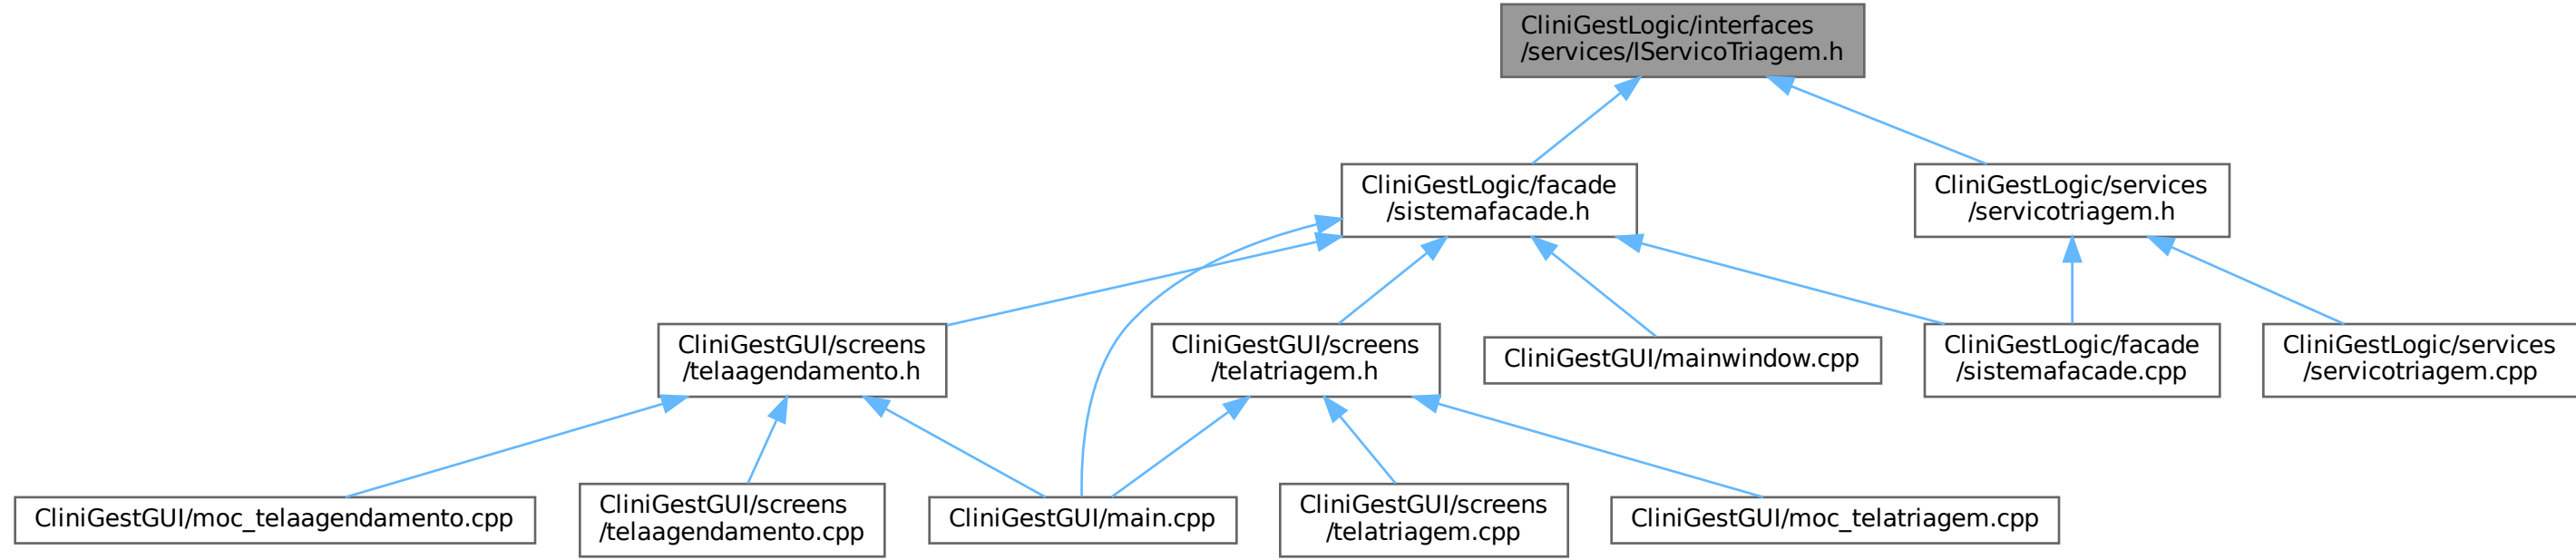 CliniGestLogic/interfaces
/services/IServicoTriagem.h
CliniGestLogic/facade
/sistemafacade.h
CliniGestLogic/services
/servicotriagem.h
CliniGestGUI/screens
/telaagendamento.h
CliniGestGUI/screens
/telatriagem.h
CliniGestGUI/mainwindow.cpp
CliniGestLogic/facade
/sistemafacade.cpp
CliniGestLogic/services
/servicotriagem.cpp
CliniGestGUI/moc_telaagendamento.cpp
CliniGestGUI/screens
/telaagendamento.cpp
CliniGestGUI/main.cpp
CliniGestGUI/screens
/telatriagem.cpp
CliniGestGUI/moc_telatriagem.cpp